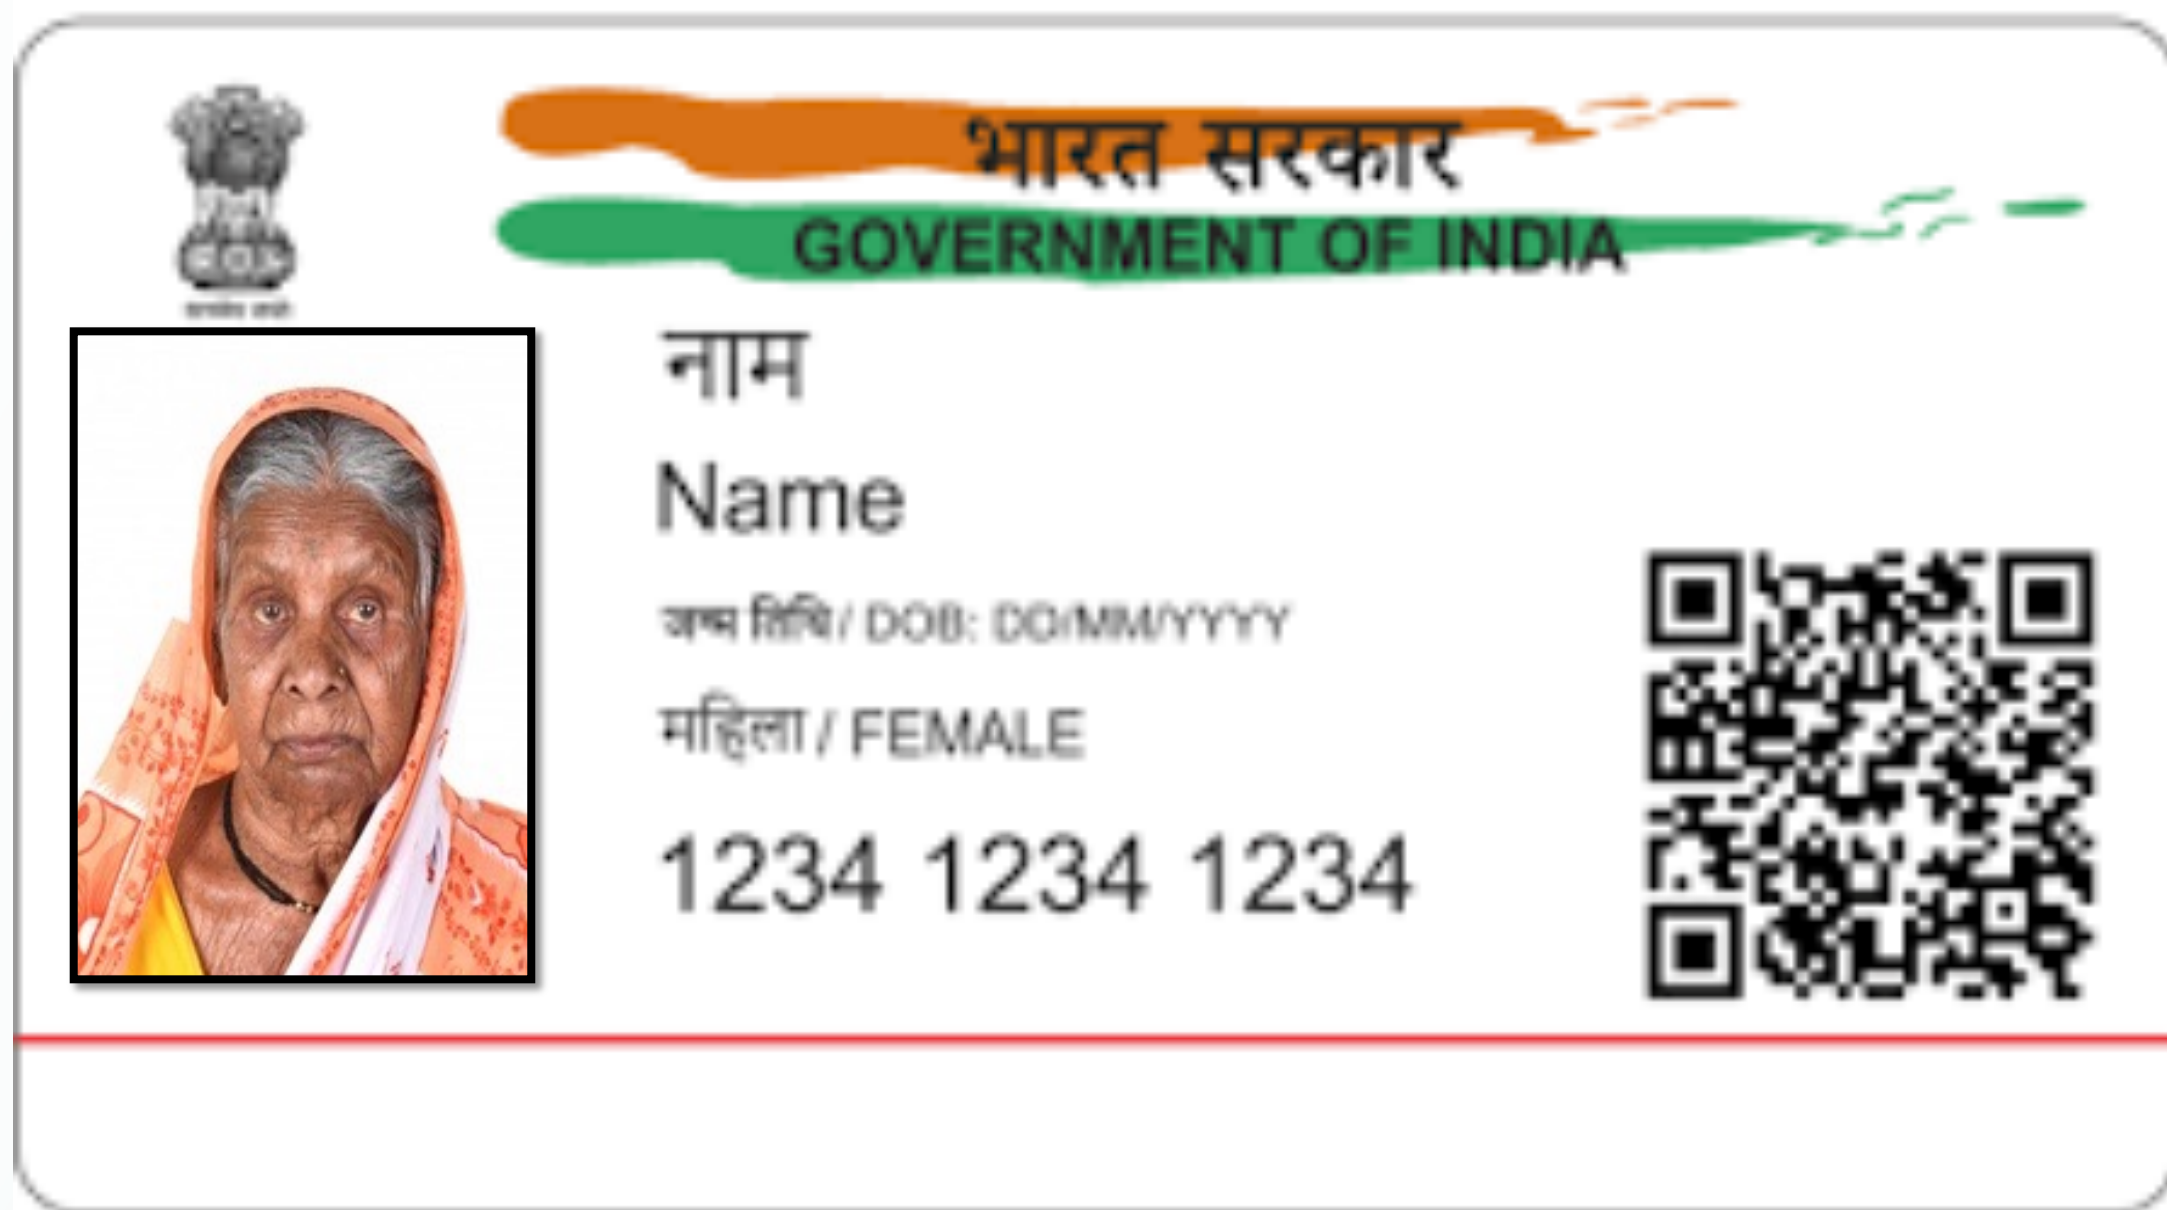 भारत सरकार
GOVERNMENT OF INDIA
नाम
Name
जन्म तिथि / DOB: DD/MM/YYYY
महिला / FEMALE
1234 1234 1234